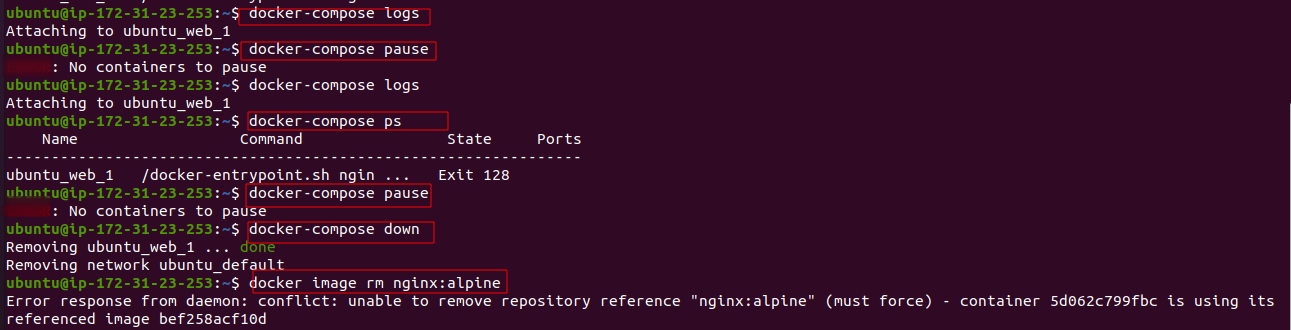 ubuntu@ip-172-31-23-253:~$ docker-compose logs
Attaching to ubuntu_web_1
ubuntu@ip-172-31-23-253:~$ docker-compose pause
: No containers to pause
ubuntu@ip-172-31-23-253:~$ docker-compose logs
Attaching to ubuntu_web_1
ubuntu@ip-172-31-23-253:~$ docker-compose ps
Name Command State Ports
----------------------------------------------------------------
ubuntu_web_1 /docker-entrypoint.sh ngin ... Exit 128
ubuntu@ip-172-31-23-253:~$ docker-compose pause
: No containers to pause
ubuntu@ip-172-31-23-253:~$ docker-compose down
Removing ubuntu_web_1 ... done
Removing network ubuntu_default
ubuntu@ip-172-31-23-253:~$ docker image rm nginx:alpine
Error response from daemon: conflict: unable to remove repository reference "nginx:alpine" (must force) - container 5d062c799fbc is using its
referenced image bef258acf10d